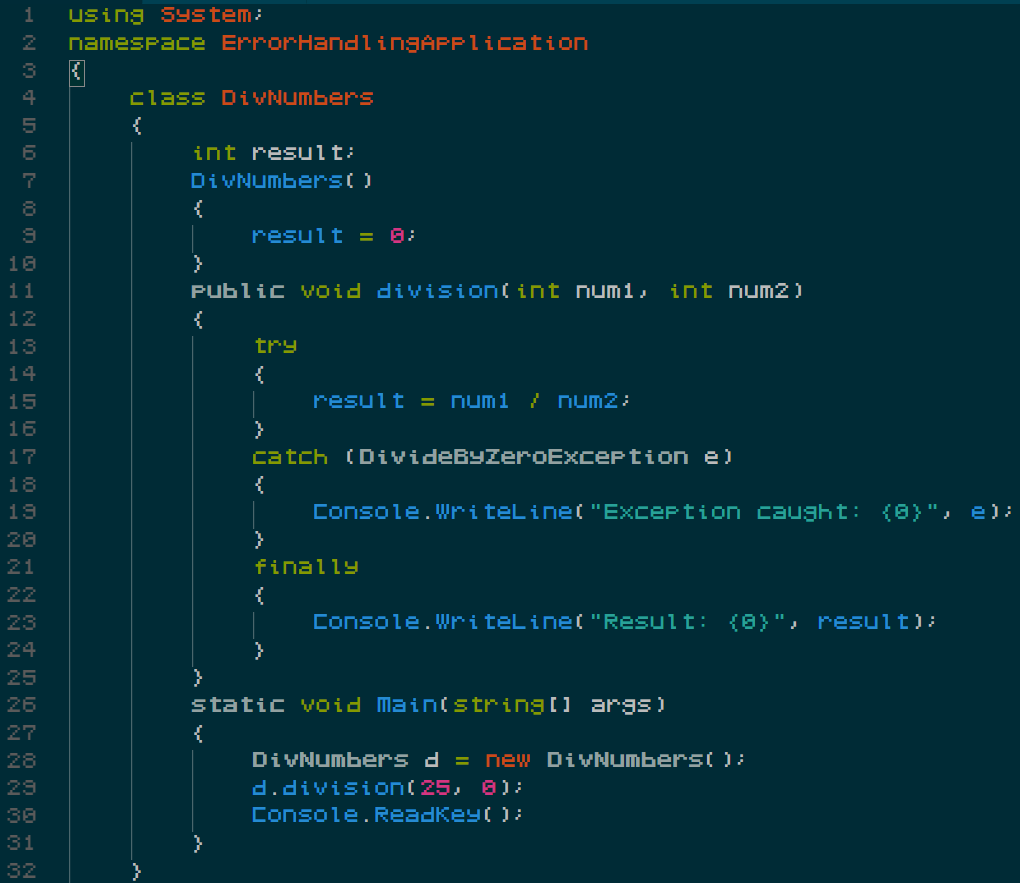 1 using System;
2 namespace ErrorHandlingApplication
3 {
4     class DivNumbers
5     {
6         int result;
7         DivNumbers()
8         {
9             result = 0;
10         }
11         public void division(int num1, int num2)
12         {
13             try
14             {
15                 result = num1 / num2;
16             }
17             catch (DivideByZeroException e)
18             {
19                 Console.WriteLine("Exception caught: {0}", e);
20             }
21             finally
22             {
23                 Console.WriteLine("Result: {0}", result);
24             }
25         }
26         static void Main(string[] args)
27         {
28             DivNumbers d = new DivNumbers();
29             d.division(25, 0);
30             Console.ReadKey();
31         }
32     }